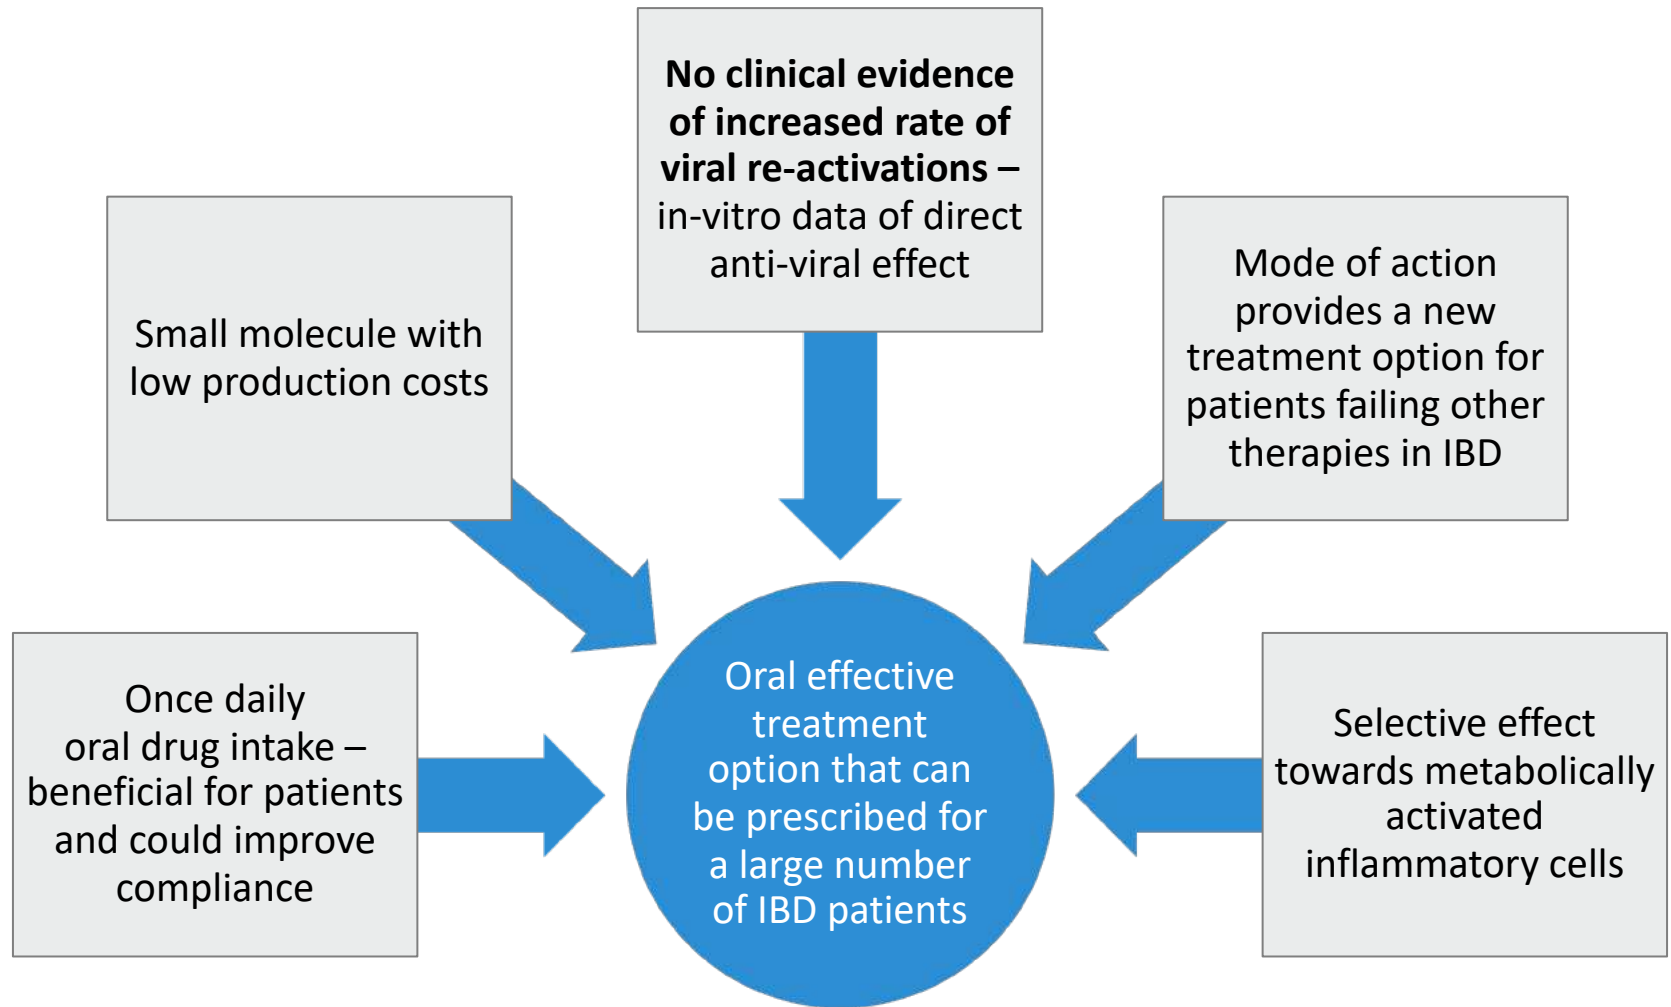 No clinical evidence
of increased rate of
viral re-activations –
in-vitro data of direct
anti-viral effect
Small molecule with
low production costs
Mode of action
provides a new
treatment option for
patients failing other
therapies in IBD
Once daily
oral drug intake –
beneficial for patients
and could improve
compliance
Oral effective
treatment
option that can
be prescribed for
a large number
of IBD patients
Selective effect
towards metabolically
activated
inflammatory cells